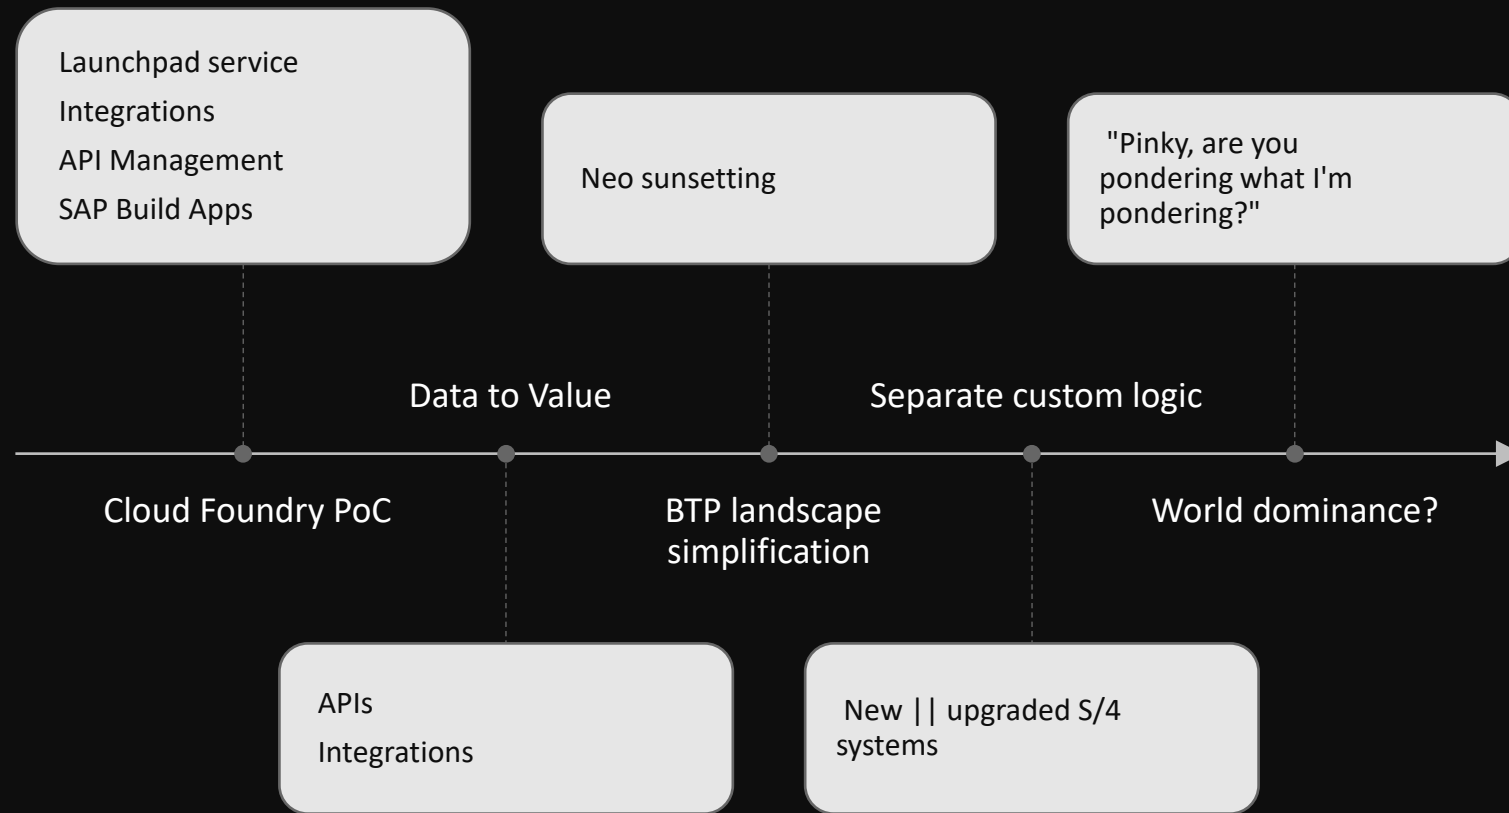 Launchpad service
Integrations
API Management
SAP Build Apps
Neo sunsetting
"Pinky, are you
pondering what I'm
pondering?"
Data to Value
Separate custom logic
Cloud Foundry PoC
BTP landscape
simplification
World dominance?
APIs
Integrations
New || upgraded S/4
systems